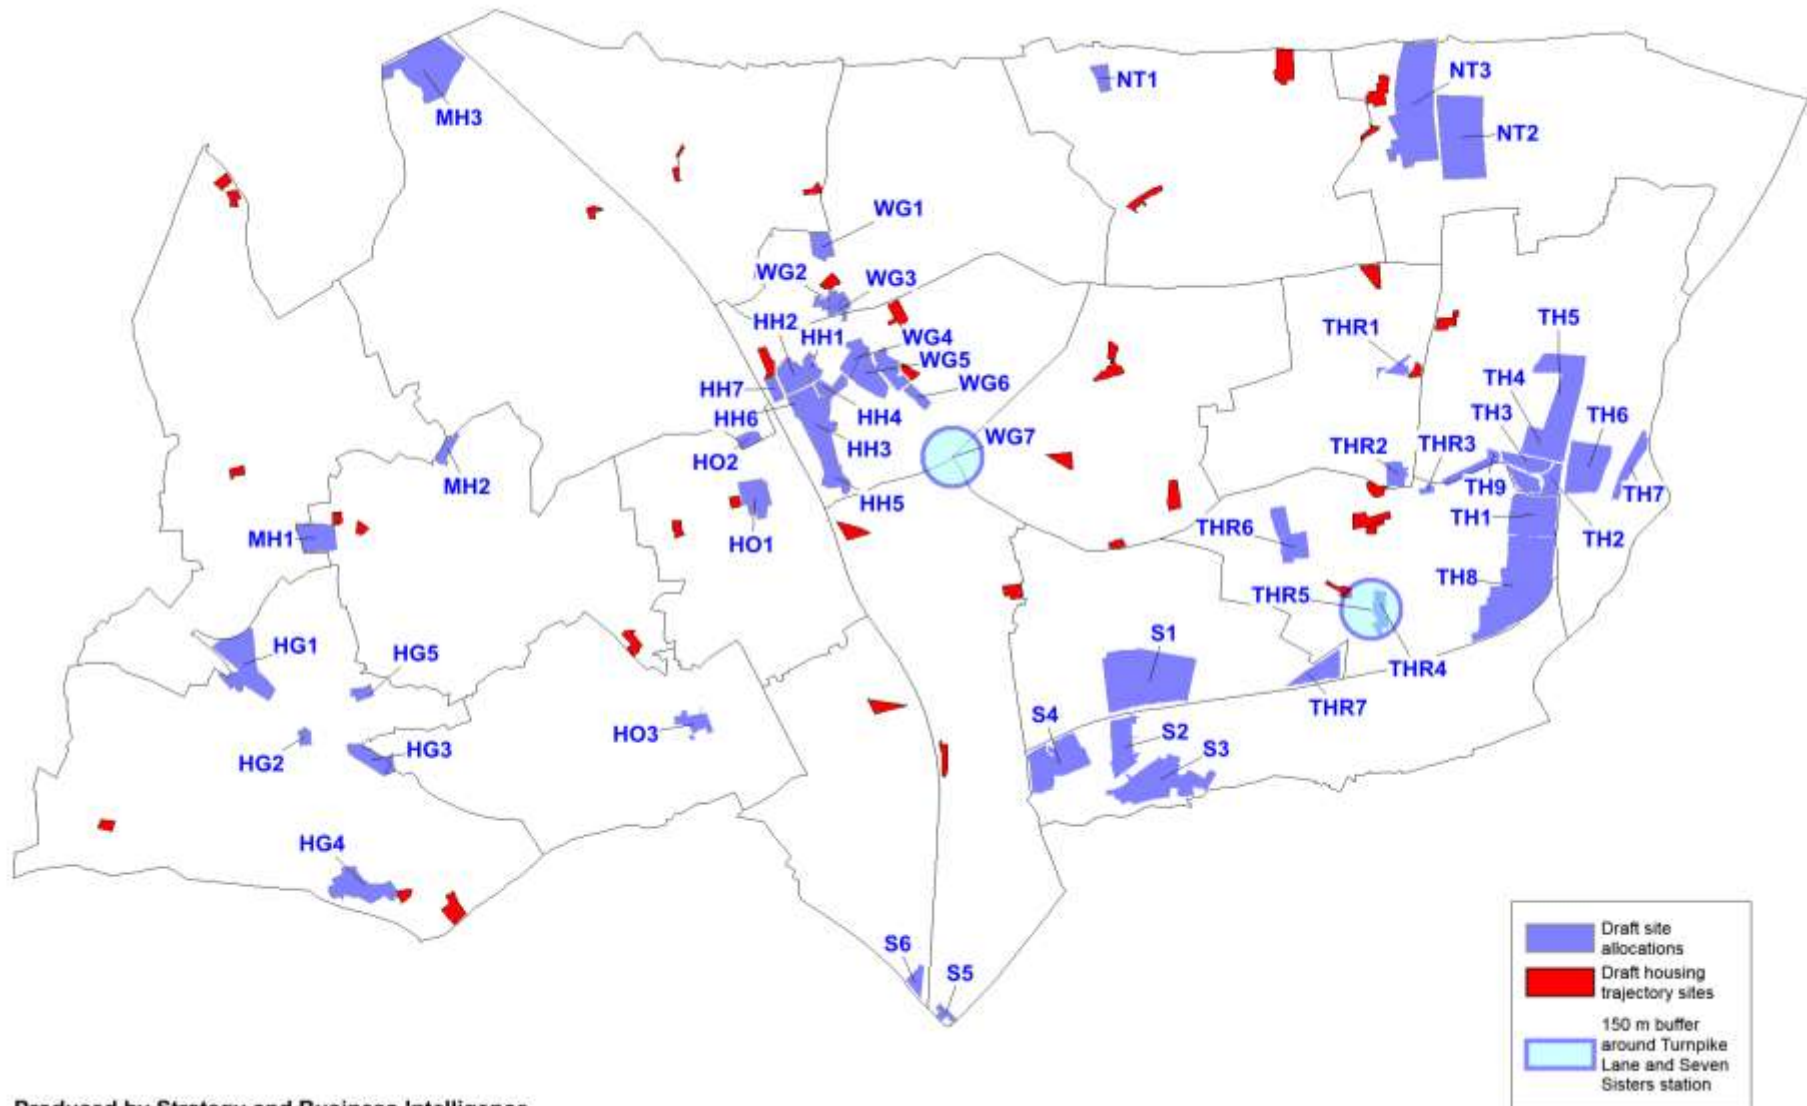 NT3
NT1
MH3
NT2
WG1
WG2
WG3
HH2
HH1
WG4
WG5
WG6
HH7
HH6
HH4
HH3
WG7
HO2
HH5
HO1
MH2
MH1
THR1
TH5
TH4
TH3
TH6
THR2
THR3
TH9
TH7
TH1
TH2
THR6
TH8
THR5
THR4
THR7
S1
S4
S2
S3
HG1
HG5
HG2
HG3
HO3
HG4
S6
S5
Draft site
allocations
Draft housing
trajectory sites
150 m buffer
around Turnpike
Lane and Seven
Sisters station
Produced by Strategy and Business Intelligence